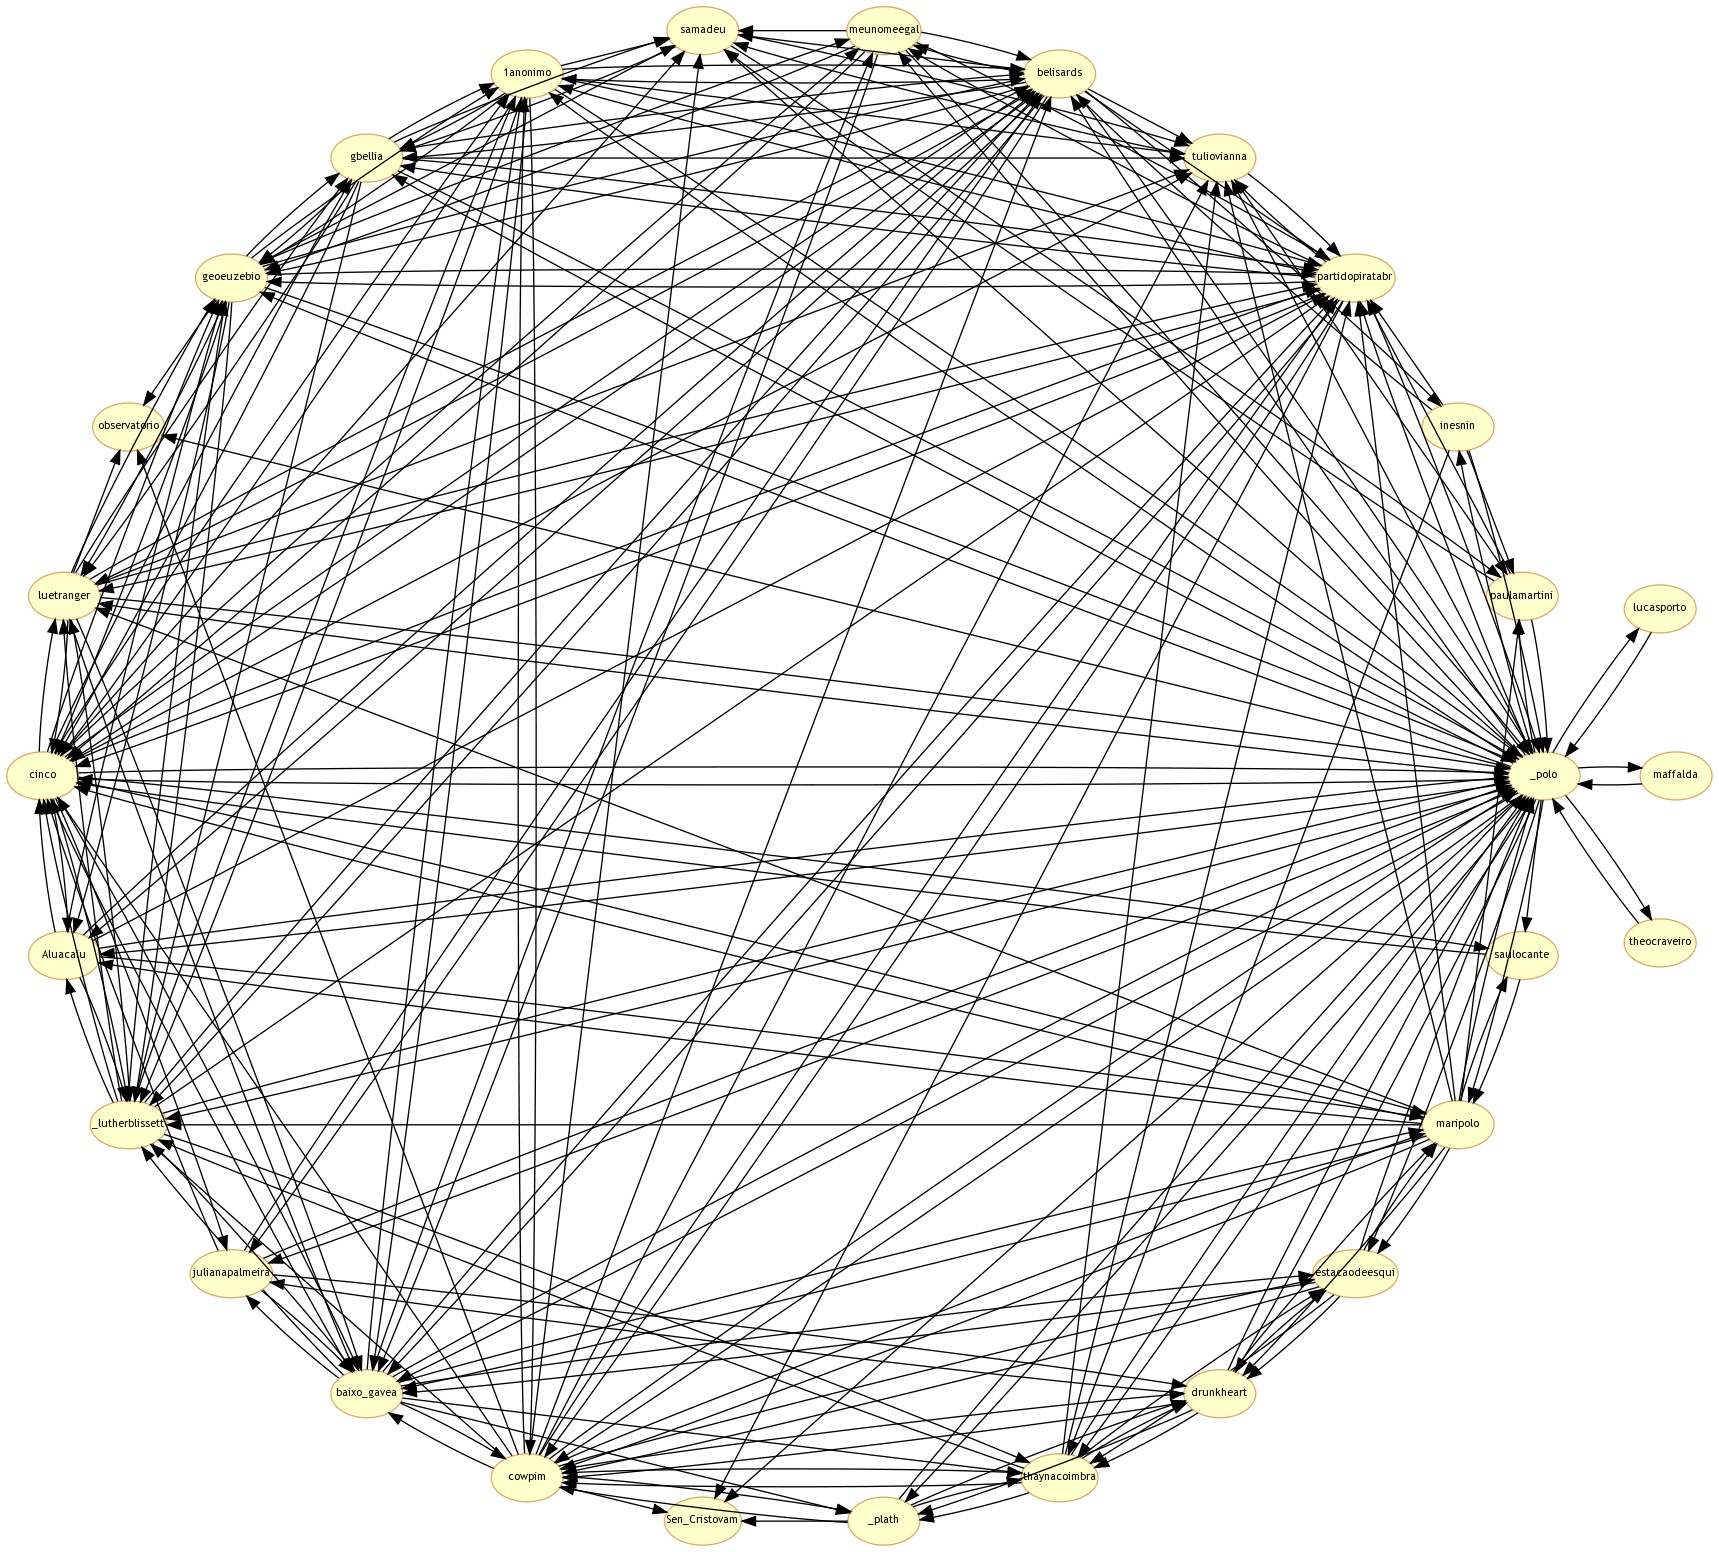 samadeu
meunomeegal
1anonimo
belisards
gbellia
tuliovianna
geoeuzebio
partidopiratabr
observatorio
inesnin
luetranger
paulamartini
lucasporto
cinco
_polo
maffalda
Aluacatu
saulocante
theocraveiro
_lutherblissett
maripolo
julianapalmeira
estacaodeesqui
baixo_gavea
drunkheart
cowpim
thaynacoimbra
Sen_Cristovam
_plath